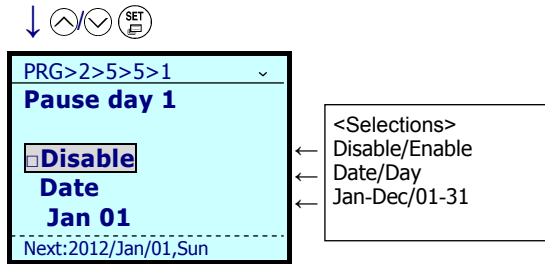 ↓ / SET
PRG>2>5>5>1
Pause day 1
□Disable
Date
Jan 01
Next:2012/Jan/01,Sun
<Selections>
← Disable/Enable
← Date/Day
← Jan-Dec/01-31